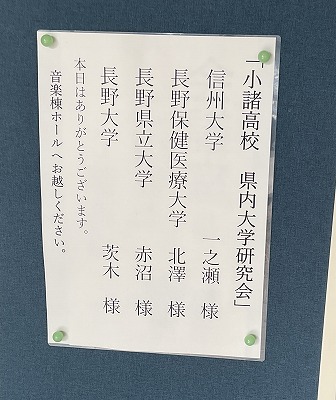 「小諸高校　県内大学研究会」
信州大学　一之瀬　様
長野保健医療大学　北澤　様
長野県立大学　赤沼　様
長野大学　茨木　様
本日はありがとうございます。
音楽棟ホールへお越しください。